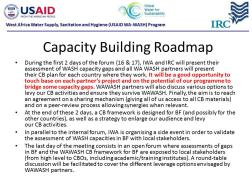 USAID
FROM THE AMERICAN PEOPLE
Global
Water for
Sustainability
IRC
West Africa Water Supply, Sanitation and Hygiene (USAID WA-WASH) Program
Capacity Building Roadmap
• During the first 2 days of the forum (16 & 17), IWA and IRC will present their
assessment of WASH capacity gaps and all WA WASH partners will present
their CB plan for each country where they work. It will be a good opportunity to
touch base on each partner's project and on the potential of our programme to
bridge some capacity gaps. WAWASH partners will also discuss various options to
levy our CB activities and ensure they survive WAWASH. Finally, the aim is to reach
an agreement on a sharing mechanism (giving all of us access to all CB materials)
and on a peer-review process allowing synergies when relevant.
• At the end of these 2 days, a CB framework is designed for BF (and possibly for the
other countries), as well as a strategy to enlarge our audience and levy
our CB activities.
• In parallel to the internal forum, IWA is organising a side event in order to validate
the assessment of WASH capacities in BF with local stakeholders.
• The last day of the meeting consists in an open forum where assessments of gaps
in BF and the WAWASH CB framework for BF are exposed to local stakeholders
(from high level to CBOs, including academic/training institutes). A round-table
discussion will be facilitated to cover the different leverage options envisaged by
WAWASH partners.